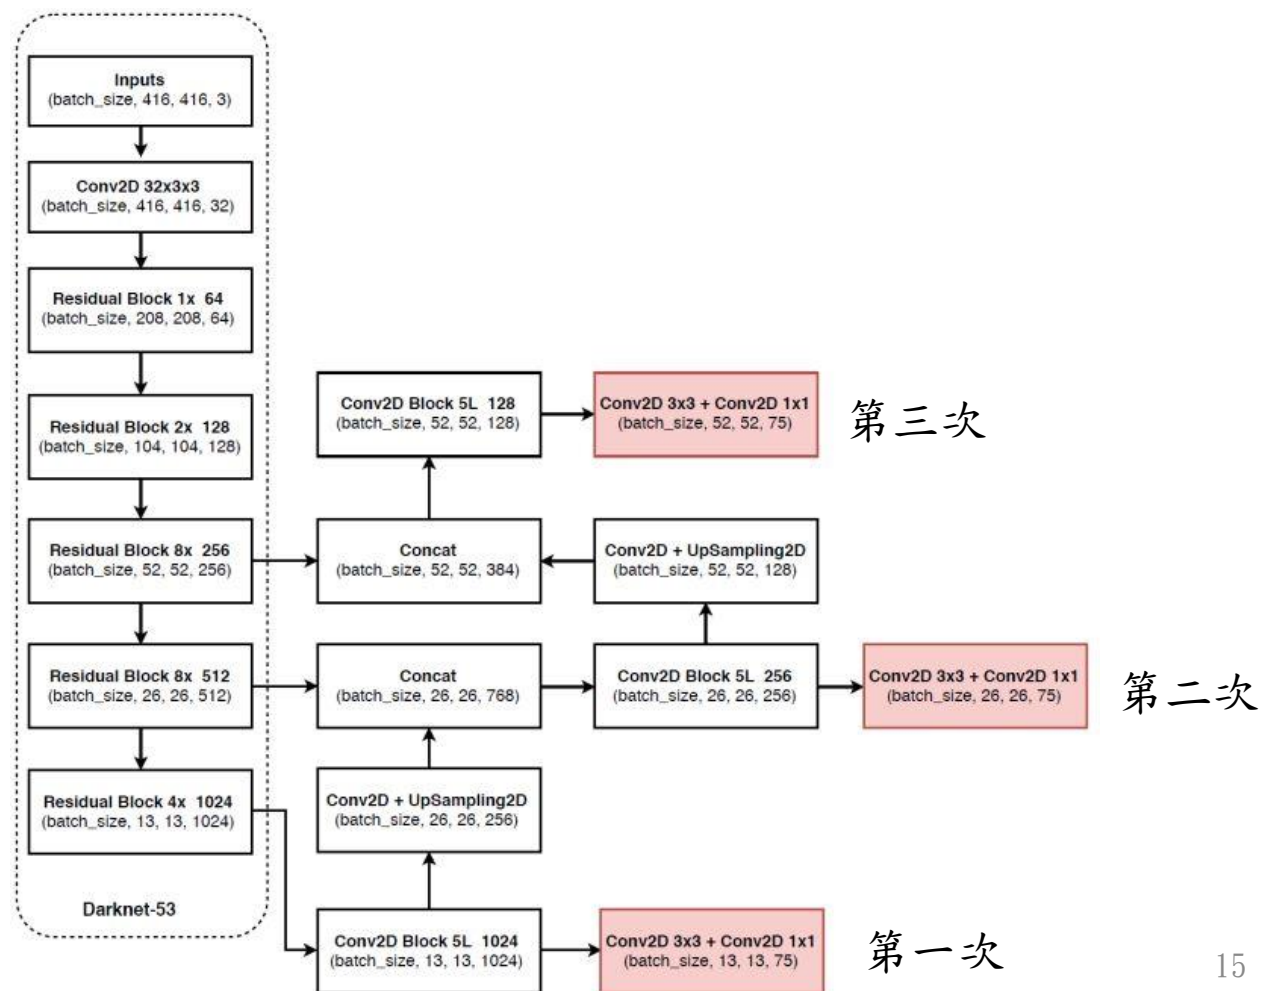 Inputs
(batch_size, 416, 416, 3)
Conv2D 32x3x3
(batch_size, 416, 416, 32)
Residual Block 1x 64
(batch_size, 208, 208, 64)
Residual Block 2x 128
(batch_size, 104, 104, 128)
Residual Block 8x 256
(batch_size, 52, 52, 256)
Residual Block 8x 512
(batch_size, 26, 26, 512)
Residual Block 4x 1024
(batch_size, 13, 13, 1024)
Darknet-53
Conv2D Block 5L 128
(batch_size, 52, 52, 128)
Conv2D 3x3 + Conv2D 1x1
(batch_size, 52, 52, 75)
第三次
Concat
(batch_size, 52, 52, 384)
Conv2D + UpSampling2D
(batch_size, 52, 52, 128)
Concat
(batch_size, 26, 26, 768)
Conv2D Block 5L 256
(batch_size, 26, 26, 256)
Conv2D 3x3 + Conv2D 1x1
(batch_size, 26, 26, 75)
第二次
Conv2D + UpSampling2D
(batch_size, 26, 26, 256)
Conv2D Block 5L 1024
(batch_size, 13, 13, 1024)
Conv2D 3x3 + Conv2D 1x1
(batch_size, 13, 13, 75)
第一次
15